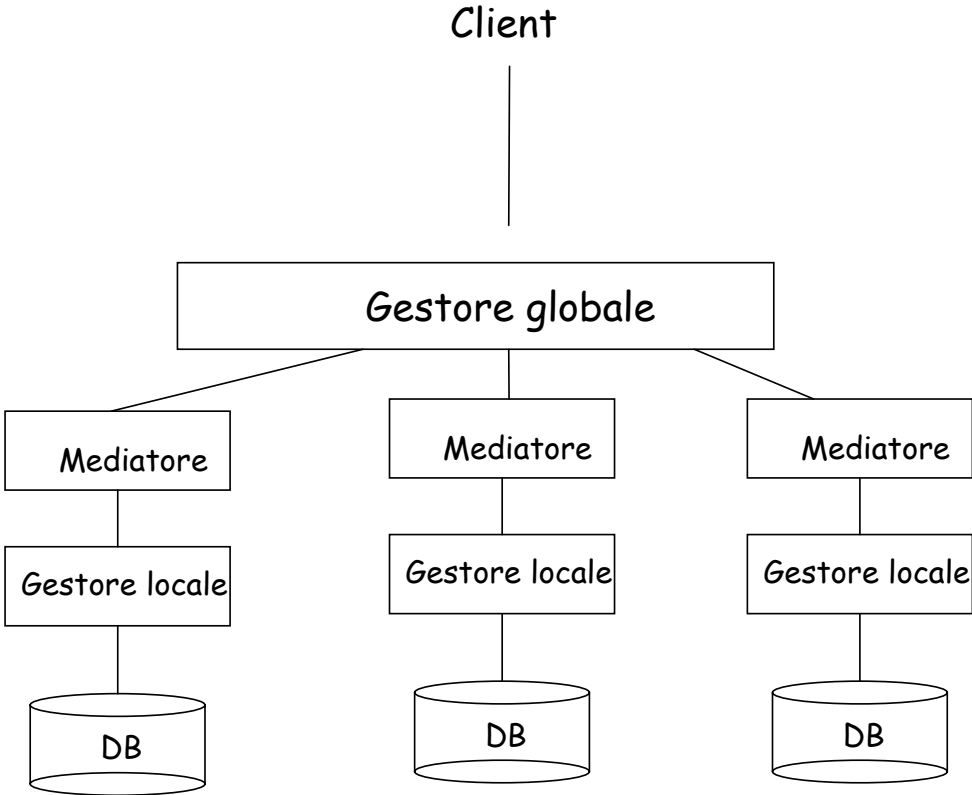 Client
Gestore globale
Mediatore
Mediatore
Mediatore
Gestore locale
Gestore locale
Gestore locale
DB
DB
DB